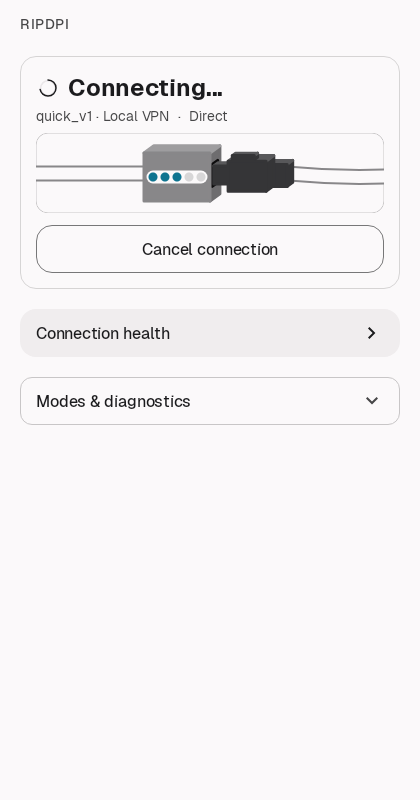 RIPDPI
Connecting...
quick_v1 · Local VPN · Direct
Cancel connection
Connection health
Modes & diagnostics